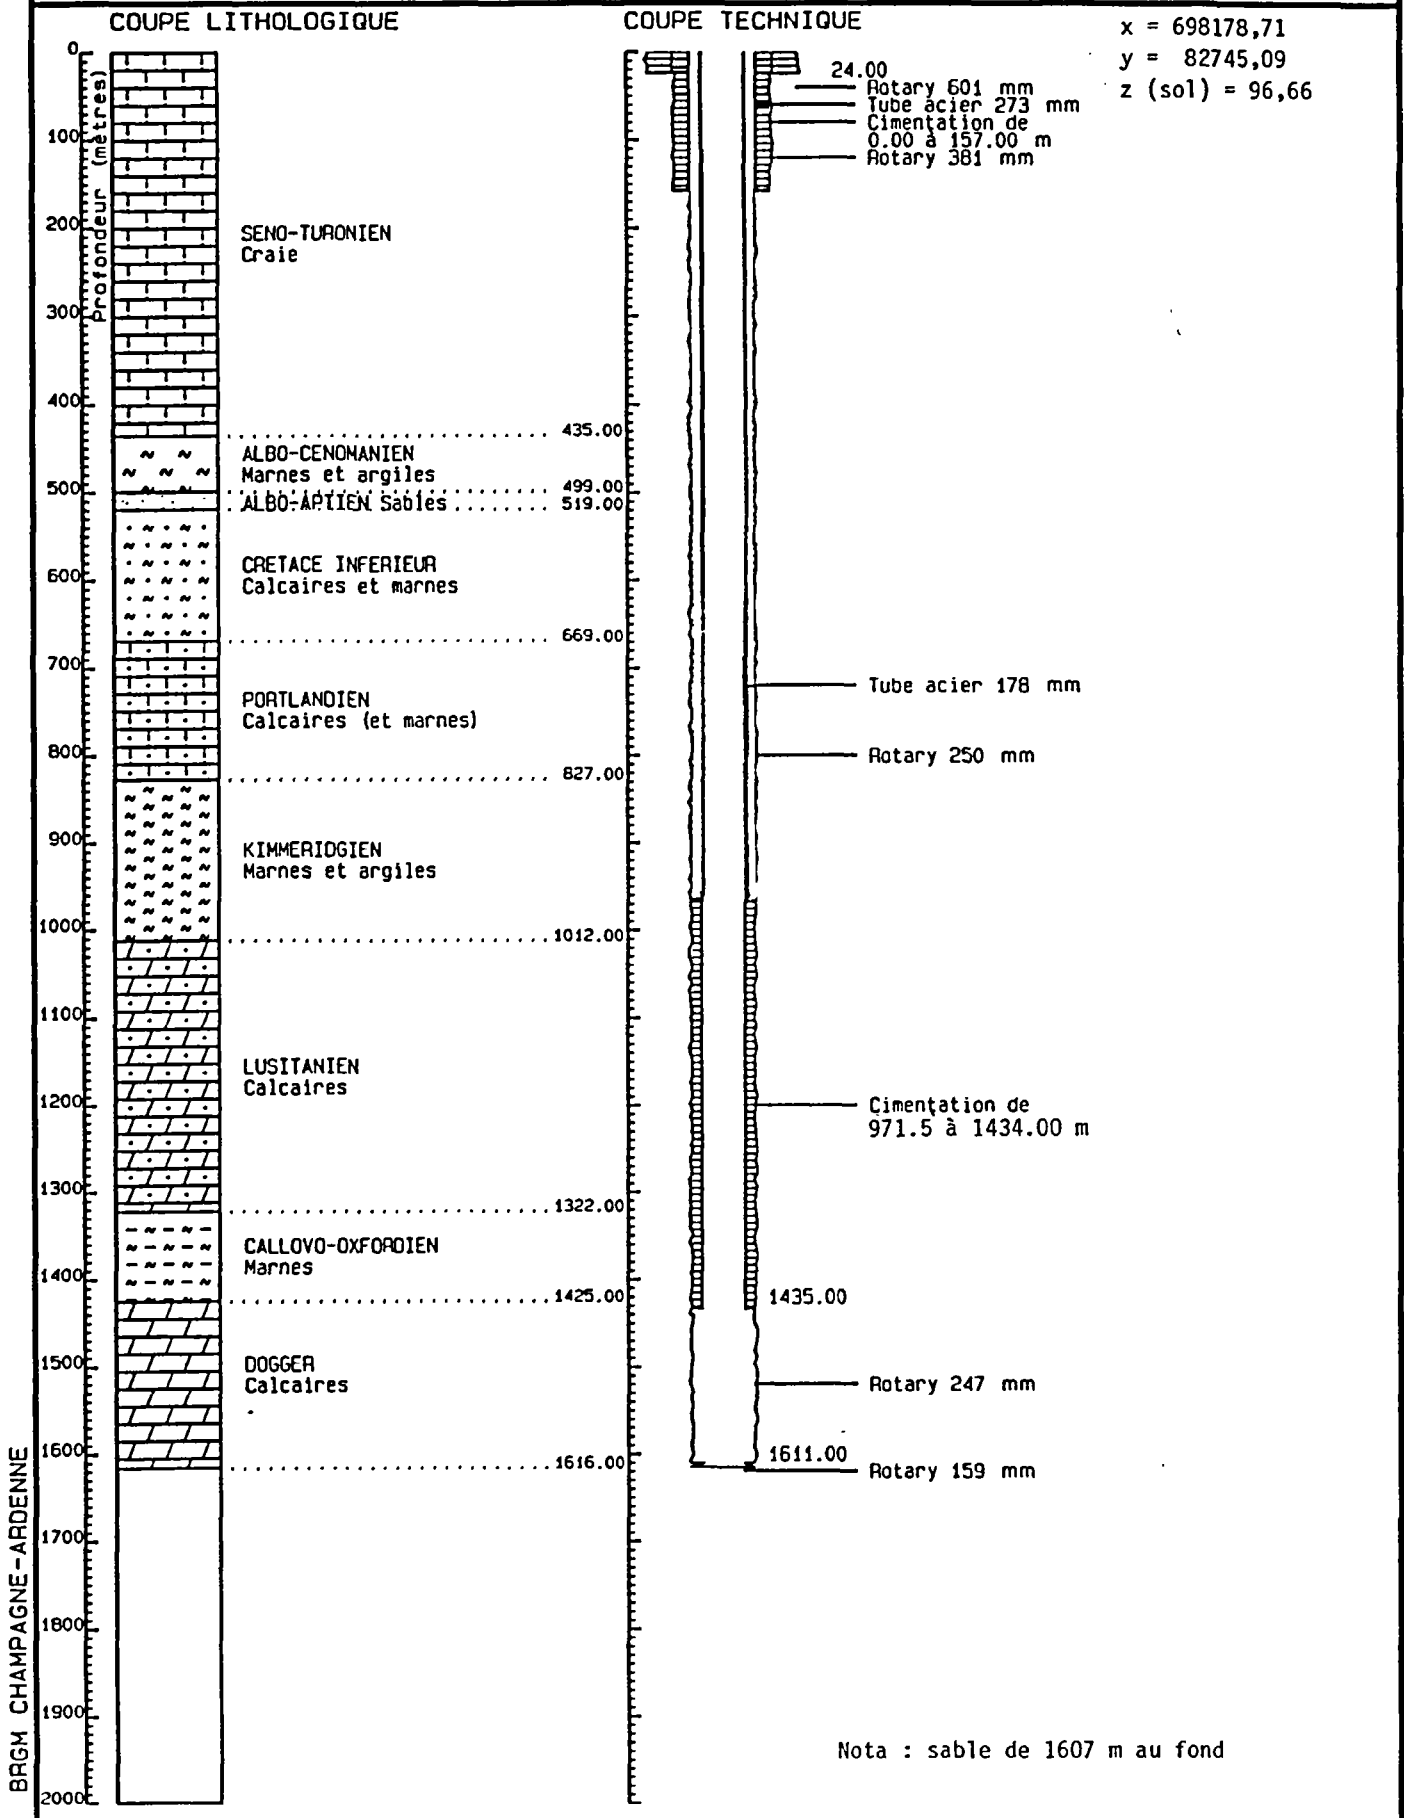 COUPE LITHOLOGIQUE
COUPE TECHNIQUE
x = 698178,71
y = 82745,09
z (sol) = 96,66
Profondeur (mètres)
0
100
200
300
400
500
600
700
800
900
1000
1100
1200
1300
1400
1500
1600
1700
1800
1900
2000
SENO-TURONIEN
Craie
435.00
ALBO-CENOMANIEN
Marnes et argiles
499.00
ALBO-APTIEN Sables
519.00
CRETACE INFERIEUR
Calcaires et marnes
669.00
PORTLANDIEN
Calcaires (et marnes)
827.00
KIMMERIDGIEN
Marnes et argiles
1012.00
LUSITANIEN
Calcaires
1322.00
CALLOVO-OXFORDIEN
Marnes
1425.00
DOGGER
Calcaires
1616.00
24.00
Rotary 601 mm
Tube acier 273 mm
Cimentation de
0.00 à 157.00 m
Rotary 381 mm
Tube acier 178 mm
Rotary 250 mm
Cimentation de
971.5 à 1434.00 m
1435.00
Rotary 247 mm
1611.00
Rotary 159 mm
Nota : sable de 1607 m au fond
BRGM CHAMPAGNE-ARDENNE